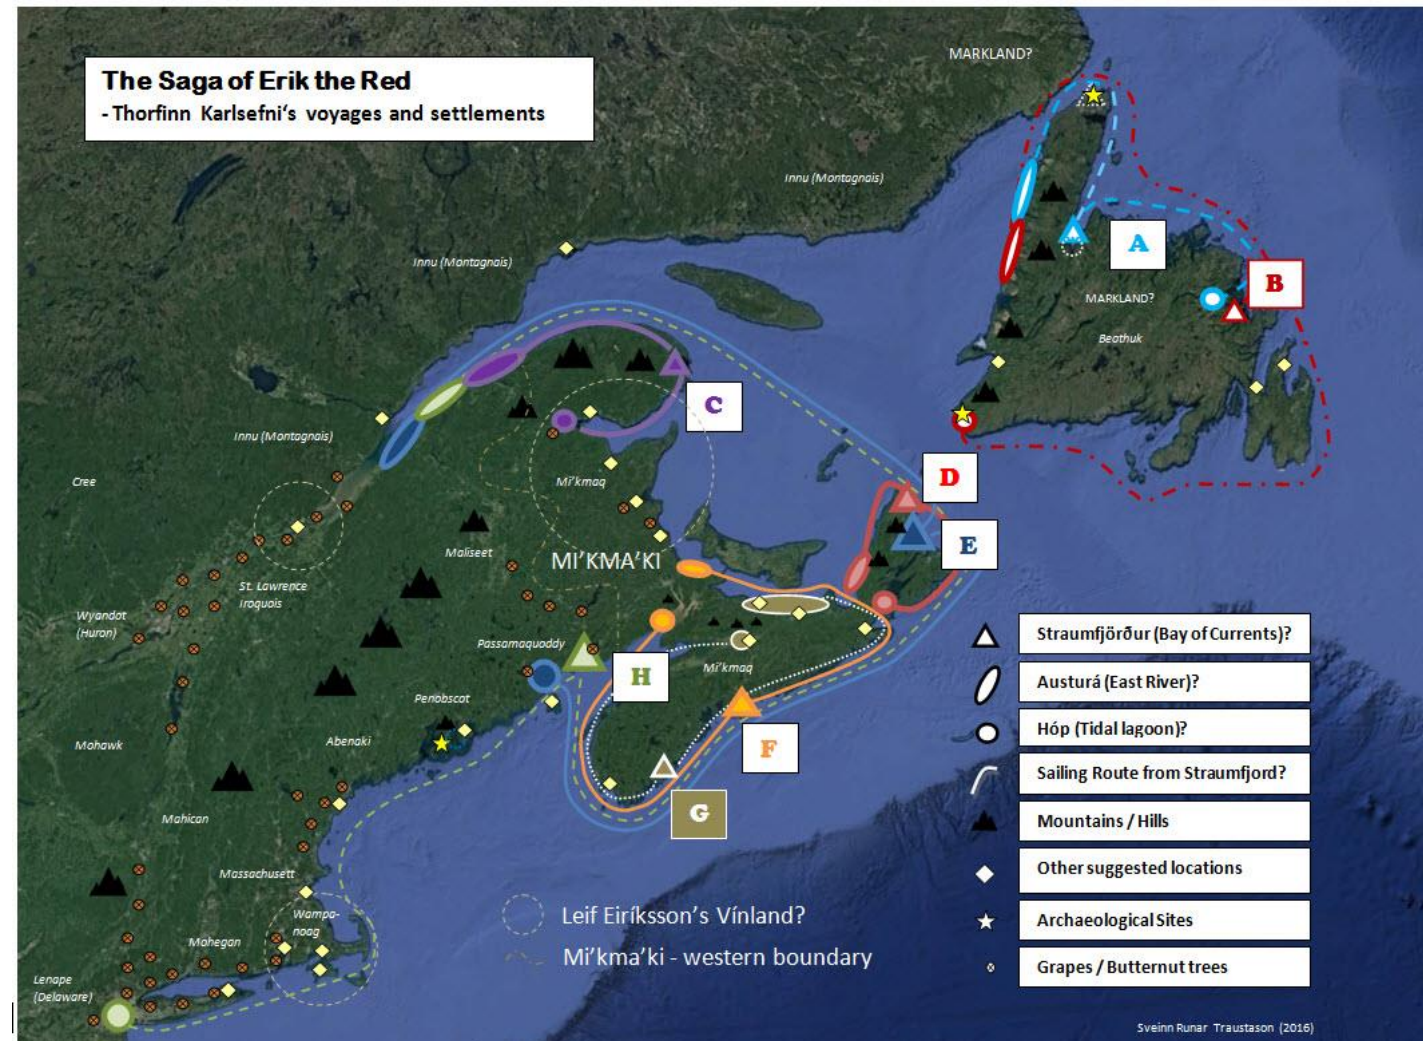 The Saga of Erik the Red
- Thorfinn Karlsefni‘s voyages and settlements
MARKLAND?
Innu (Montagnais)
Innu (Montagnais)
A
B
MARKLAND?
Beothuk
C
Innu (Montagnais)
Cree
Mi’kmaq
D
E
Maliseet
MI’KMA’KI
St. Lawrence
Iroquois
Wyandot
(Huron)
Passamaquoddy
H
Mi’kmaq
Penobscot
Abenaki
Mohawk
F
G
Mahican
Massachusett
Wampa-
noag
Mohegan
Lenape
(Delaware)
Straumfjörður (Bay of Currents)?
Austurá (East River)?
Hóp (Tidal lagoon)?
Sailing Route from Straumfjord?
Mountains / Hills
Other suggested locations
Archaeological Sites
Grapes / Butternut trees
Leif Eiríksson’s Vínland?
Mi’kma’ki - western boundary
Sveinn Runar Traustason (2016)